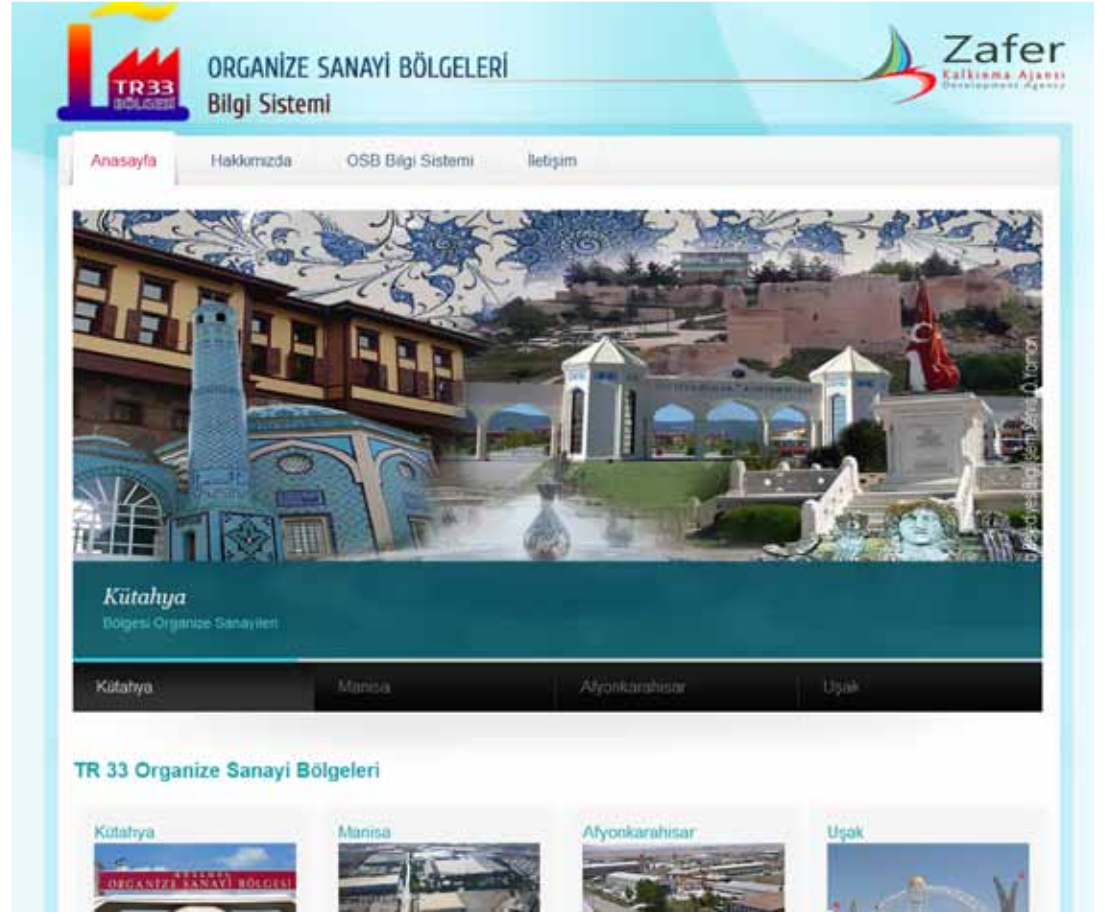 TR33
BÖLGESİ
ORGANİZE SANAYİ BÖLGELERİ
Bilgi Sistemi
Zafer
Kalkınma Ajansı
Development Agency
Anasayfa
Hakkımızda
OSB Bilgi Sistemi
İletişim
Kütahya
Bölgesi Organize Sanayileri
Kütahya
Manisa
Afyonkarahisar
Uşak
TR 33 Organize Sanayi Bölgeleri
Kütahya
Manisa
Afyonkarahisar
Uşak
KÜTAHYA
ORGANİZE SANAYİ BÖLGESİ